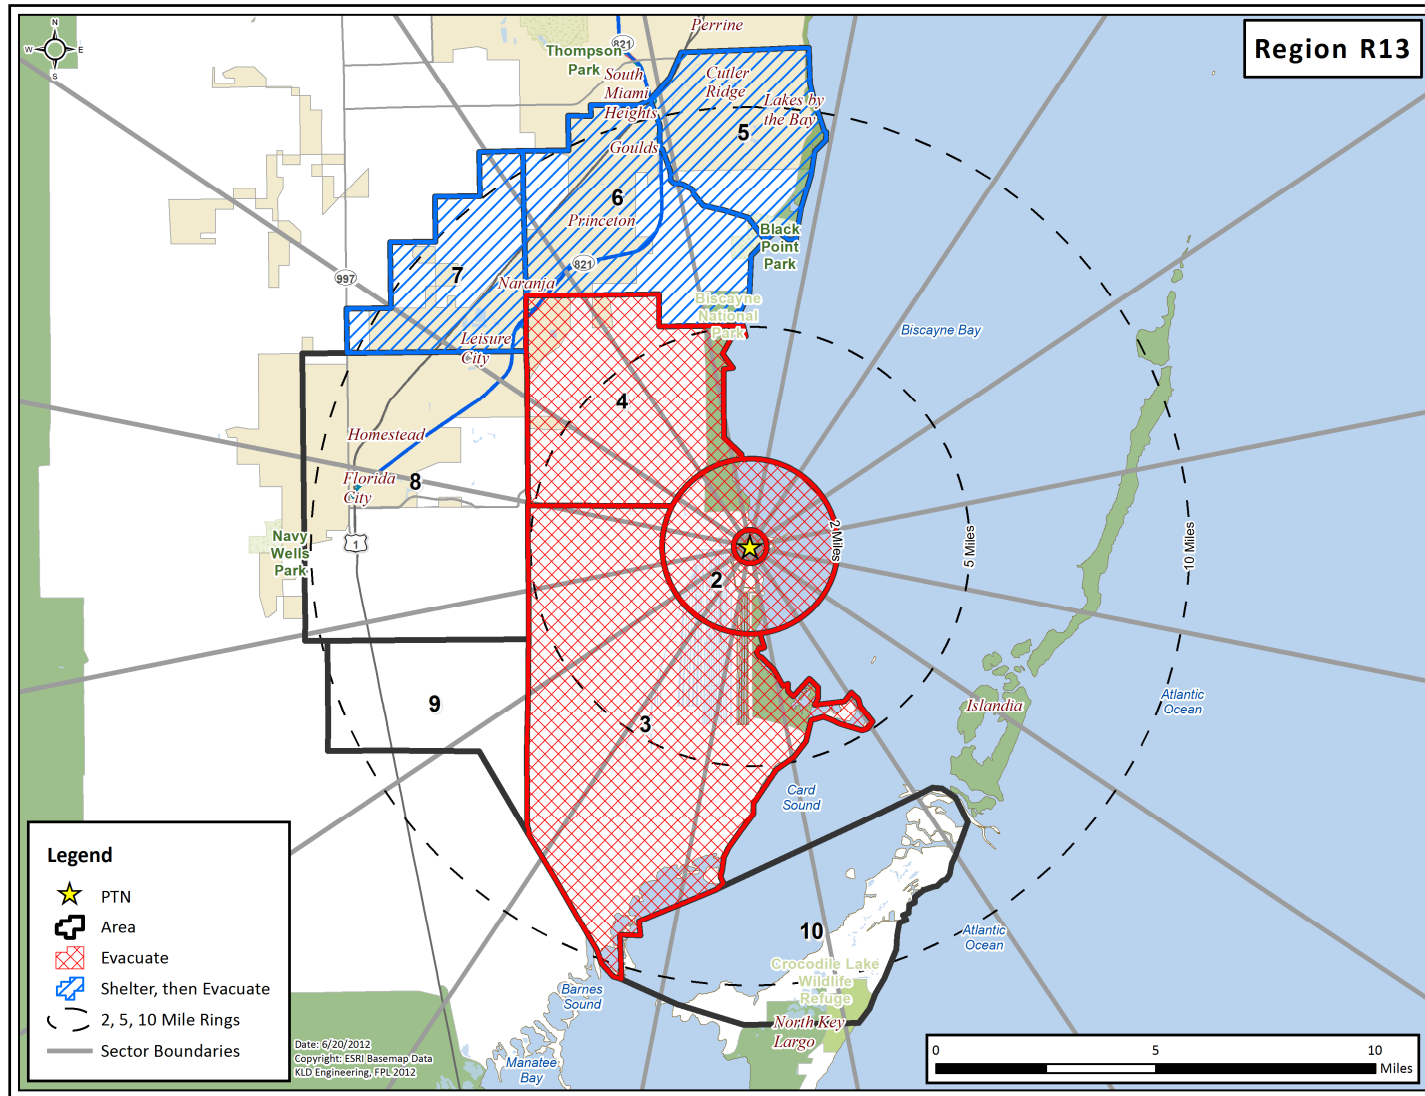 Region R13
N
W
E
S
Perrine
821
Thompson
Park
South
Miami
Heights
Cutler
Ridge
Lakes by
the Bay
5
Goulds
6
Princeton
Black
Point
Park
821
997
7
Naranja
Biscayne
National
Park
Biscayne Bay
Leisure
City
4
Homestead
8
Florida
City
Navy
Wells
Park
1
2 Miles
5 Miles
10 Miles
2
9
3
Islandia
Atlantic
Ocean
Card
Sound
10
Atlantic
Ocean
Crocodile Lake
Wildlife
Refuge
Barnes
Sound
North Key
Largo
Manatee
Bay
Legend
PTN
Area
Evacuate
Shelter, then Evacuate
2, 5, 10 Mile Rings
Sector Boundaries
Date: 6/20/2012
Copyright: ESRI Basemap Data
KLD Engineering, FPL 2012
0 5 10
Miles